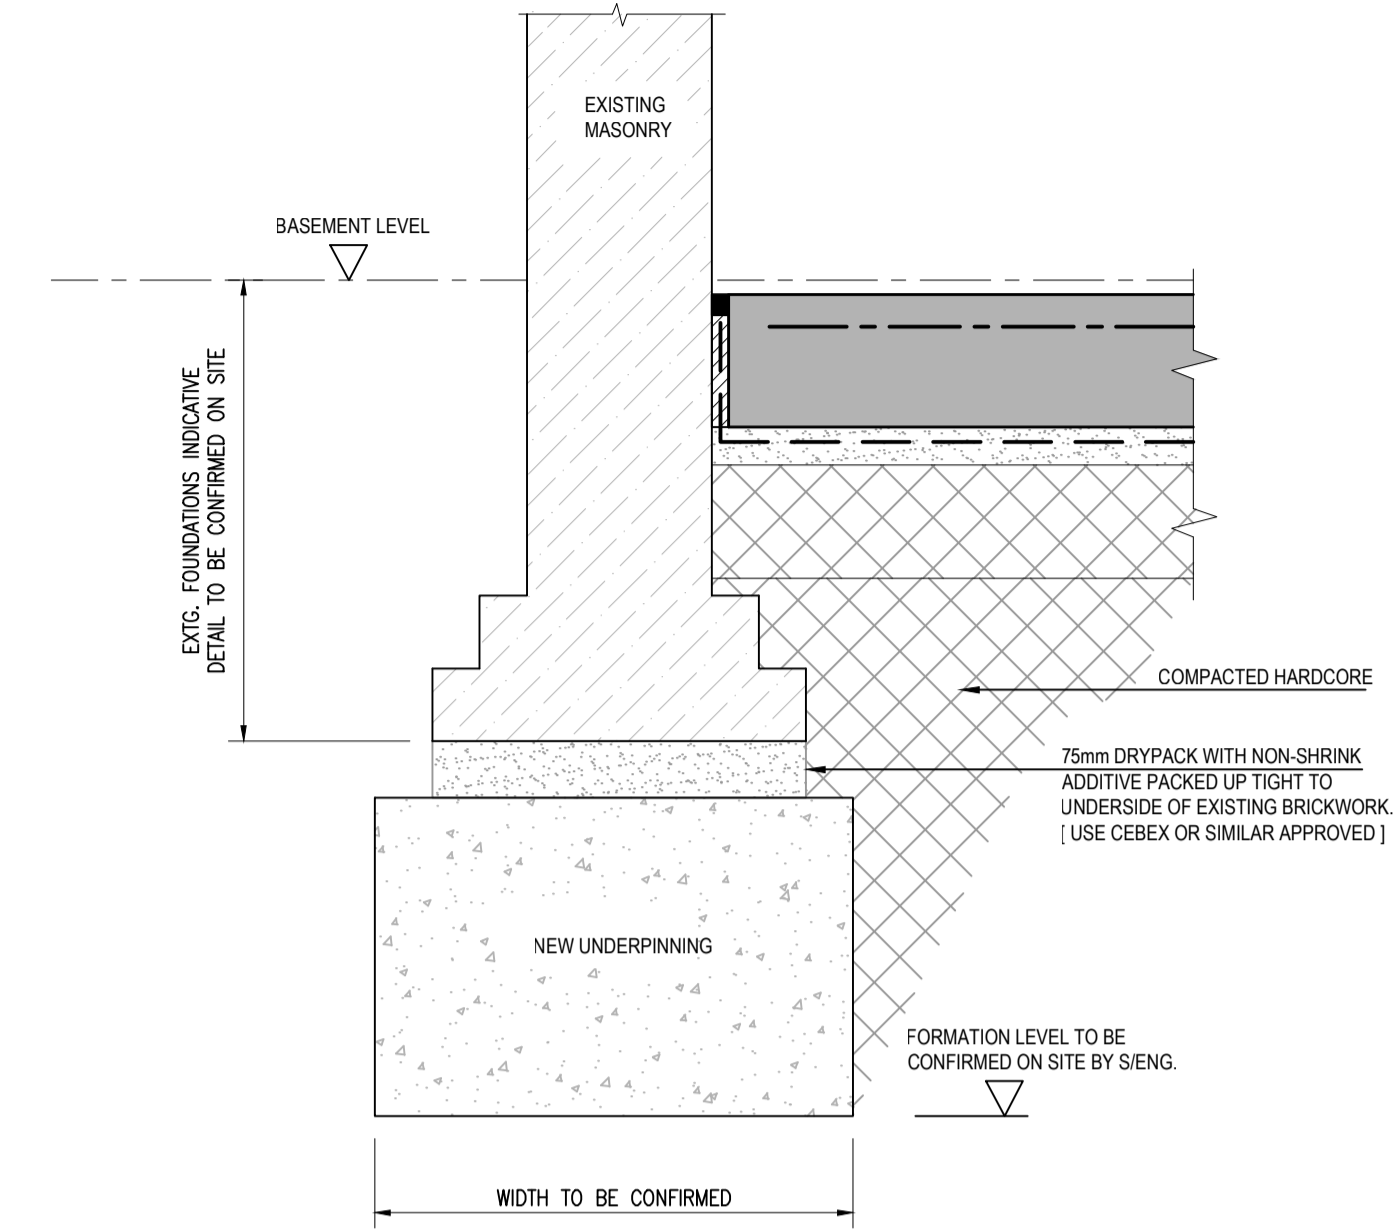 EXISTING
MASONRY
BASEMENT LEVEL
EXTG. FOUNDATIONS INDICATIVE
DETAIL TO BE CONFIRMED ON SITE
COMPACTED HARDCORE
75mm DRYPACK WITH NON-SHRINK
ADDITIVE PACKED UP TIGHT TO
UNDERSIDE OF EXISTING BRICKWORK.
[ USE CEBEX OR SIMILAR APPROVED ]
NEW UNDERPINNING
FORMATION LEVEL TO BE
CONFIRMED ON SITE BY S/ENG.
WIDTH TO BE CONFIRMED